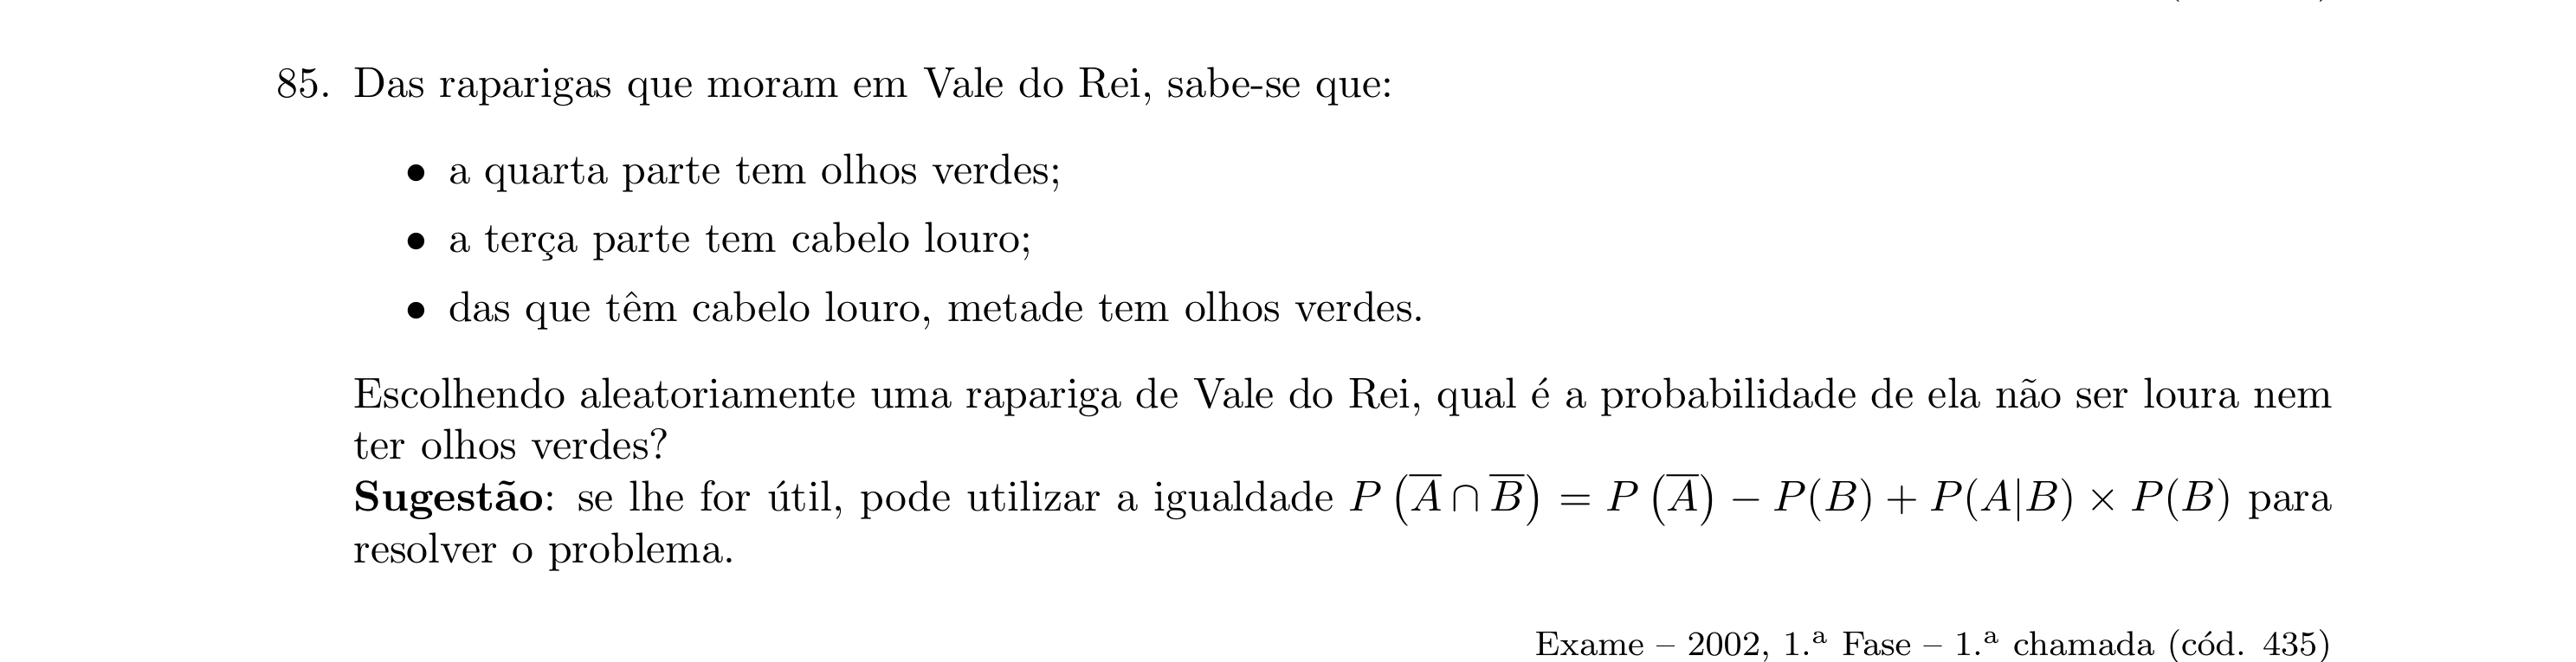 85. Das raparigas que moram em Vale do Rei, sabe-se que:
• a quarta parte tem olhos verdes;
• a terça parte tem cabelo louro;
• das que têm cabelo louro, metade tem olhos verdes.
Escolhendo aleatoriamente uma rapariga de Vale do Rei, qual é a probabilidade de ela não ser loura nem
ter olhos verdes?
Sugestão: se lhe for útil, pode utilizar a igualdade $P\left(\overline{A} \cap \overline{B}\right) = P\left(\overline{A}\right) - P(B) + P(A|B) \times P(B)$ para
resolver o problema.
Exame – 2002, 1.ª Fase – 1.ª chamada (cód. 435)